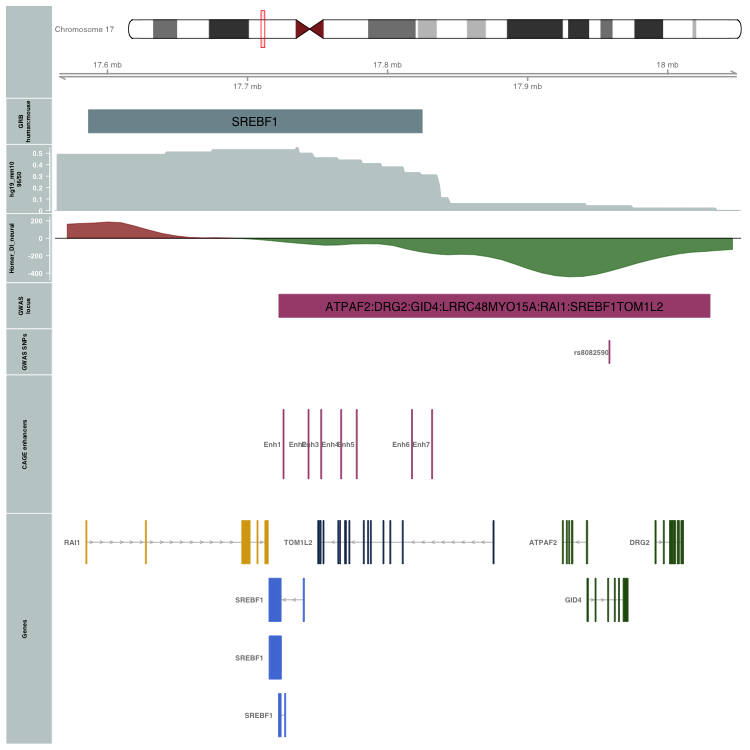 Chromosome 17
17.6 mb
17.7 mb
17.8 mb
17.9 mb
18 mb
GRB
human:mouse
SREBF1
hg19_mm10
96/50
0.5
0.4
0.3
0.2
0.1
0
Homer_DI_neural
200
0
-200
-400
GWAS
locus
ATPAF2:DRG2:GID4:LRRC48MYO15A:RAI1:SREBF1TOM1L2
GWAS SNPs
rs8082590
CAGE enhancers
Enh1
Enh2
Enh3
Enh4
Enh5
Enh6
Enh7
Genes
RAI1
TOM1L2
ATPAF2
DRG2
SREBF1
GID4
SREBF1
SREBF1